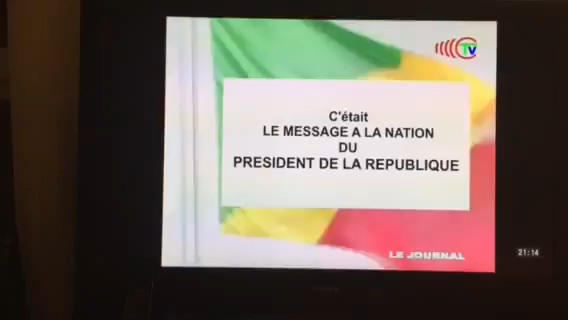 TV
C'était
LE MESSAGE A LA NATION
DU
PRESIDENT DE LA REPUBLIQUE
LE JOURNAL
21:14